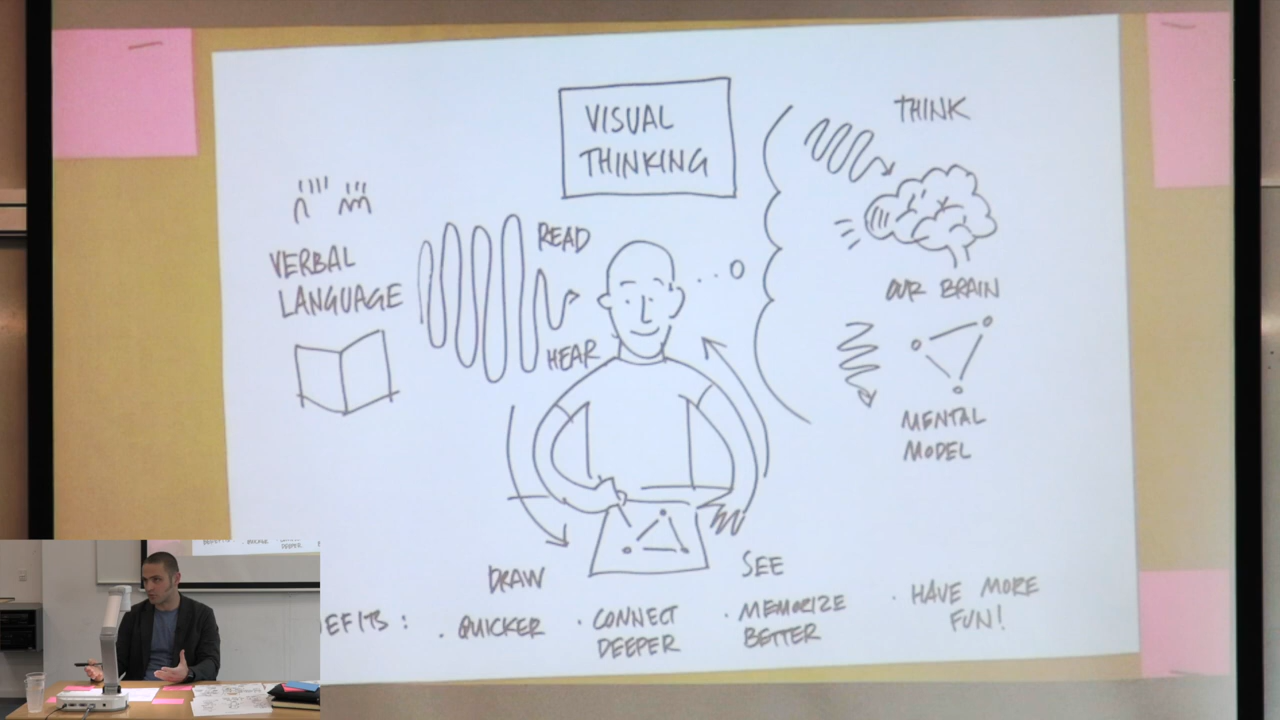 VISUAL
THINKING
THINK
VERBAL
LANGUAGE
READ
HEAR
OUR BRAIN
MENTAL
MODEL
DRAW
SEE
EFITS:
· QUICKER
· CONNECT
DEEPER
· MEMORIZE
BETTER
· HAVE MORE
FUN!